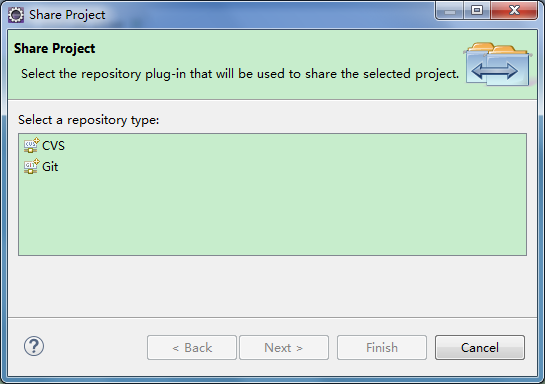 Share Project
Share Project
Select the repository plug-in that will be used to share the selected project.
Select a repository type:
CVS
Git
< Back Next > Finish Cancel